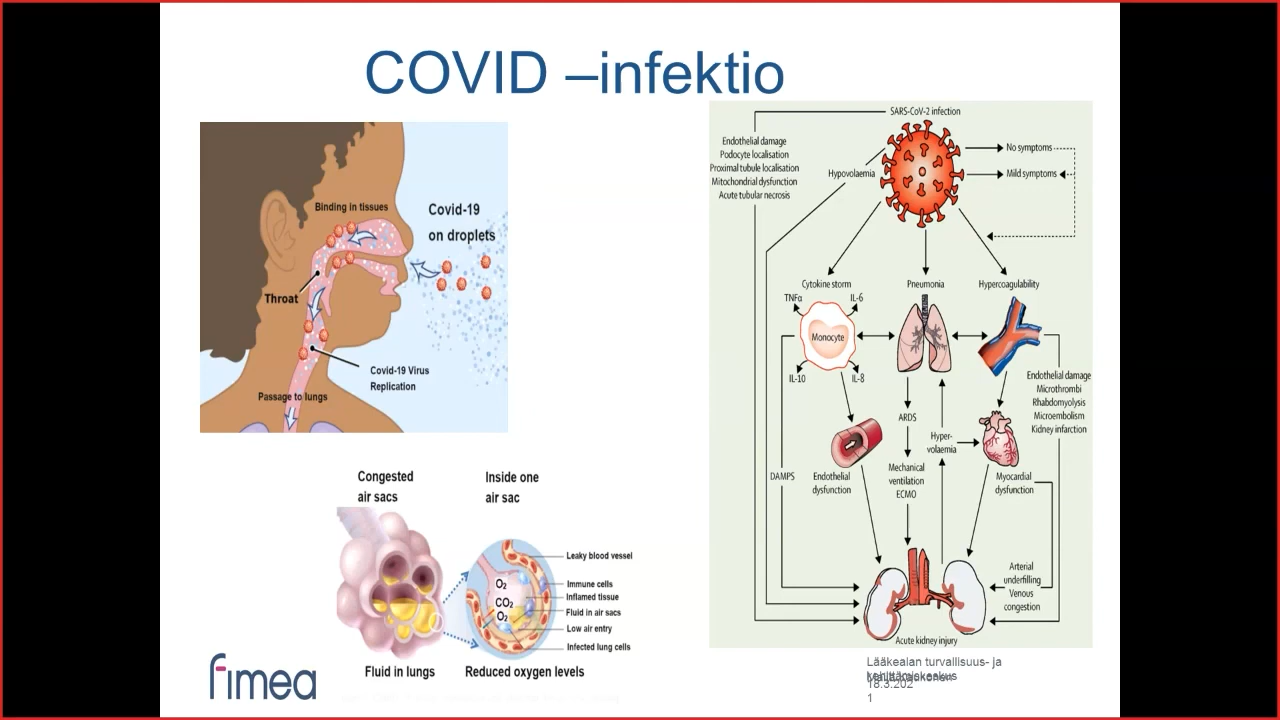 COVID –infektio
Binding in tissues
Covid-19
on droplets
Throat
Covid-19 Virus
Replication
Passage to lungs
Congested
air sacs
Inside one
air sac
O2
CO2
O2
Leaky blood vessel
Immune cells
Inflamed tissue
Fluid in air sacs
Low air entry
Infected lung cells
Fluid in lungs
Reduced oxygen levels
SARS-CoV-2 infection
Endothelial damage
Podocyte localisation
Proximal tubule localisation
Mitochondrial dysfunction
Acute tubular necrosis
Hypovolaemia
No symptoms
Mild symptoms
Cytokine storm
Pneumonia
Hypercoagulability
TNFα
IL-6
Monocyte
IL-10
IL-8
Endothelial damage
Microthrombi
Rhabdomyolysis
Microembolism
Kidney infarction
ARDS
Hyper-
volaemia
DAMPS
Endothelial
dysfunction
Mechanical
ventilation
ECMO
Myocardial
dysfunction
Arterial
underfilling
Venous
congestion
Acute kidney injury
fimea
Lääkealan turvallisuus- ja
18.3.202
1